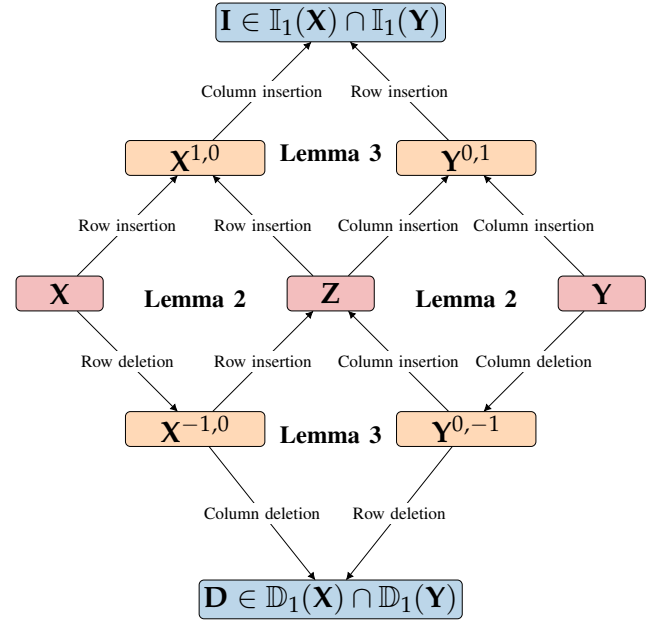 I ∈ 𝕀₁(X) ∩ 𝕀₁(Y)
Column insertion Row insertion
X^{1,0} Lemma 3 Y^{0,1}
Row insertion Row insertion Column insertion Column insertion
X Lemma 2 Z Lemma 2 Y
Row deletion Row insertion Column insertion Column deletion
X^{−1,0} Lemma 3 Y^{0,−1}
Column deletion Row deletion
D ∈ 𝔻₁(X) ∩ 𝔻₁(Y)